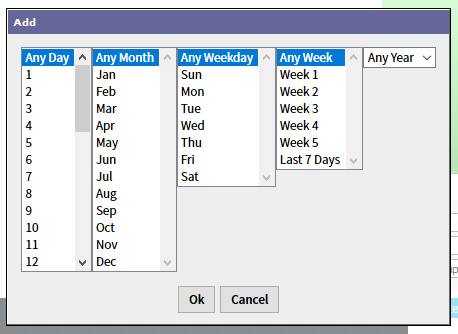 Add
Any Day Any Month Any Weekday Any Week Any Year
1 Jan Sun Week 1
2 Feb Mon Week 2
3 Mar Tue Week 3
4 Apr Wed Week 4
5 May Thu Week 5
6 Jun Fri Last 7 Days
7 Jul Sat
8 Aug
9 Sep
10 Oct
11 Nov
12 Dec
Ok Cancel